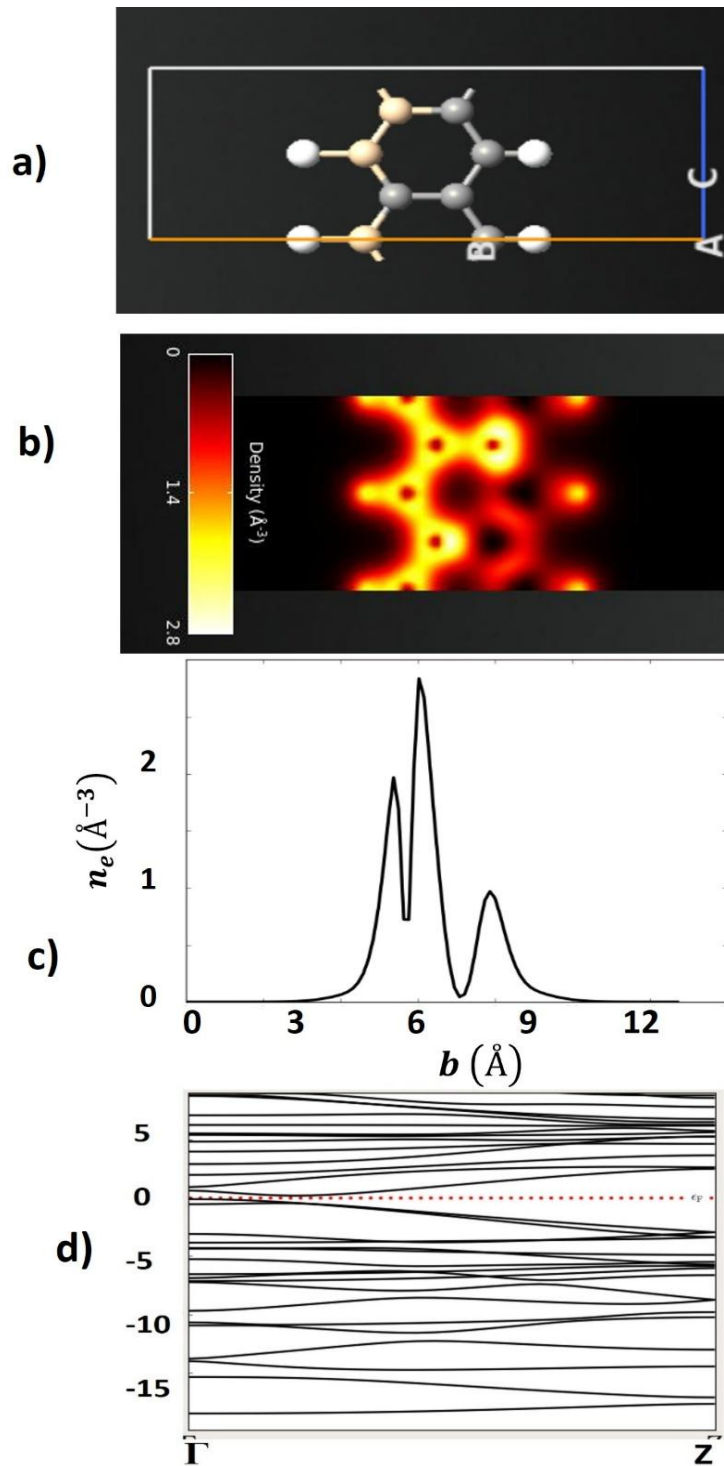 a)
C
B
A
b)
0
1.4
2.8
Density (Å⁻³)
2
1
0
nₑ(Å⁻³)
c)
0 3 6 9 12
b (Å)
5
0
-5
-10
-15
εF
d)
Γ Z